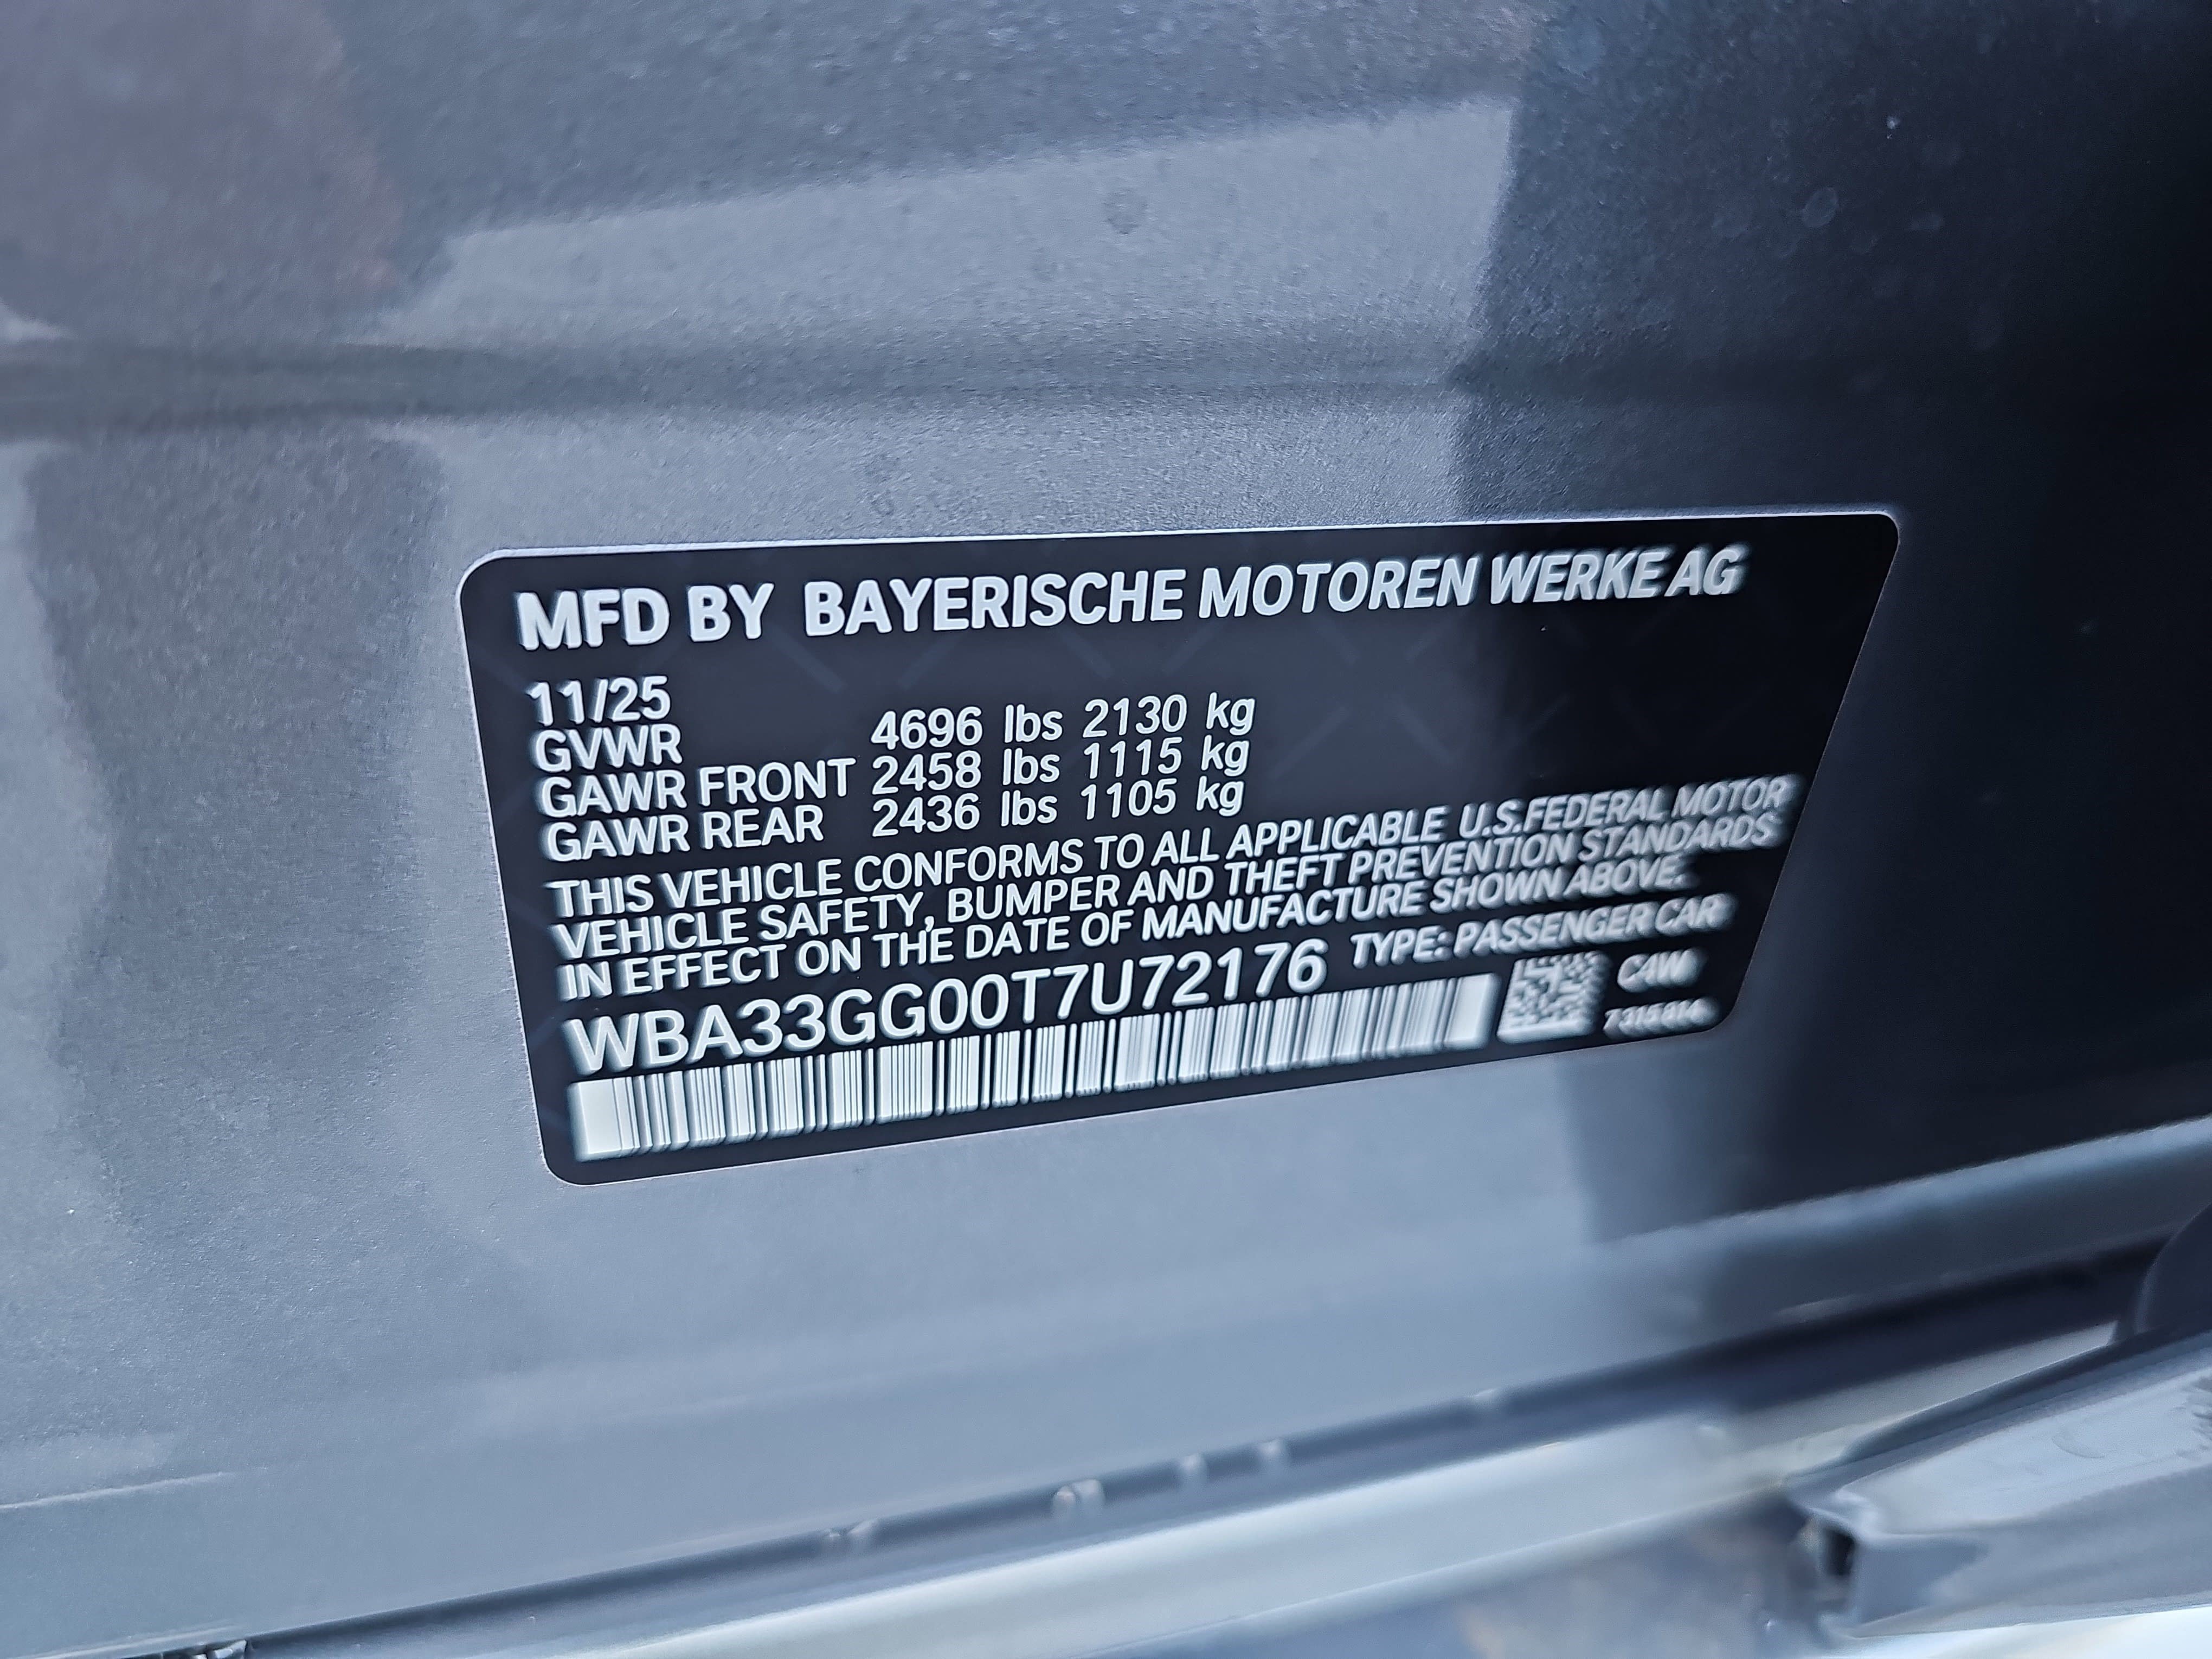 MFD BY BAYERISCHE MOTOREN WERKE AG
11/25
GVWR 4696 lbs 2130 kg
GAWR FRONT 2458 lbs 1115 kg
GAWR REAR 2436 lbs 1105 kg
THIS VEHICLE CONFORMS TO ALL APPLICABLE U.S.FEDERAL MOTOR
VEHICLE SAFETY, BUMPER AND THEFT PREVENTION STANDARDS
IN EFFECT ON THE DATE OF MANUFACTURE SHOWN ABOVE.
WBA33GG00T7U72176 TYPE: PASSENGER CAR
C4W
7315814